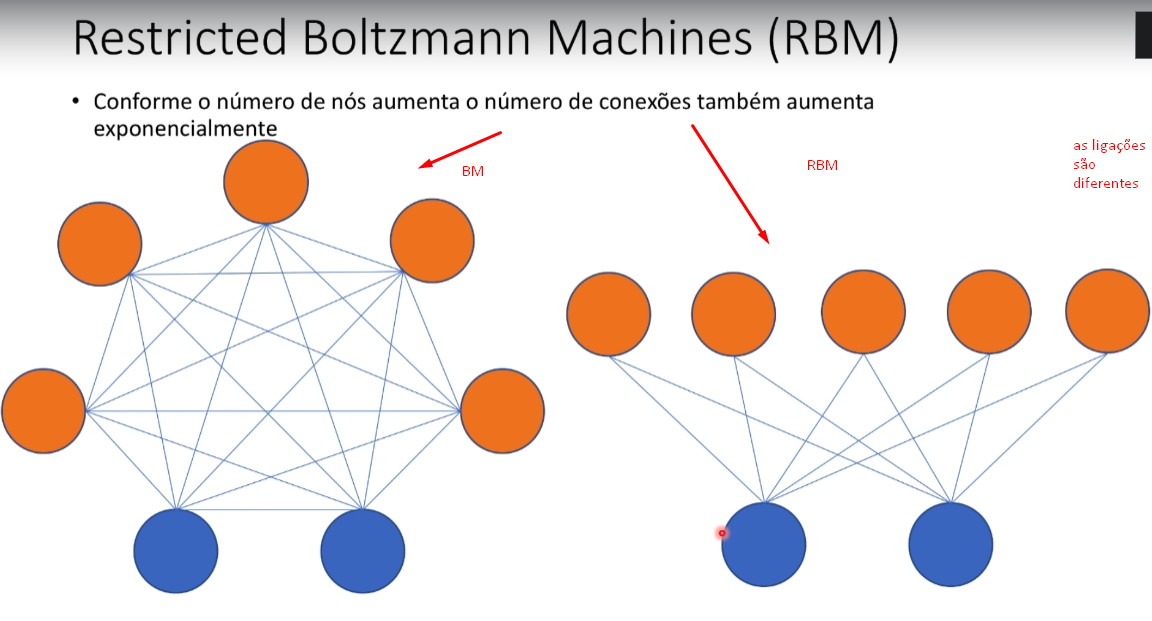 Restricted Boltzmann Machines (RBM)
• Conforme o número de nós aumenta o número de conexões também aumenta
exponencialmente
BM
RBM
as ligações
são
diferentes